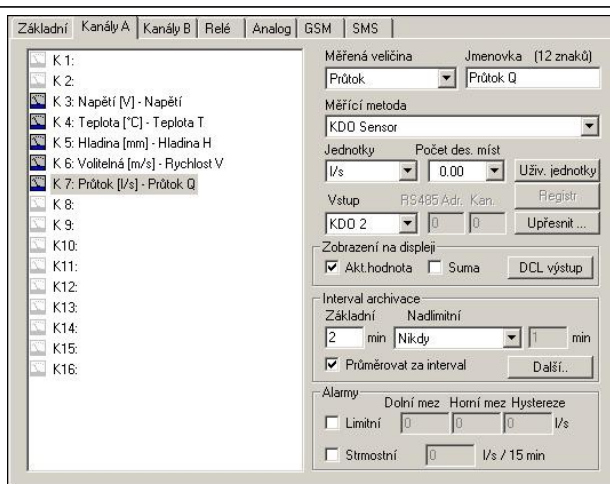 Základní Kanály A Kanály B Relé Analog GSM SMS
K 1:
K 2:
K 3: Napětí [V] - Napětí
K 4: Teplota [°C] - Teplota T
K 5: Hladina [mm] - Hladina H
K 6: Volitelná [m/s] - Rychlost V
K 7: Průtok [l/s] - Průtok Q
K 8:
K 9:
K10:
K11:
K12:
K13:
K14:
K15:
K16:
Měřená veličina Jmenovka (12 znaků)
Průtok Průtok Q
Měřící metoda
KDO Sensor
Jednotky Počet des. míst
l/s 0.00 Uživ. jednotky
Vstup RS485 Adr. Kan. Registr
KDO 2 0 0 Upřesnit ...
Zobrazení na displeji
Akt.hodnota Suma DCL výstup
Interval archivace
Základní Nadlimitní
2 min Nikdy 1 min
Průměrovat za interval Další..
Alarmy
Dolní mez Horní mez Hystereze
Limitní 0 0 0 l/s
Strmostní 0 l/s / 15 min